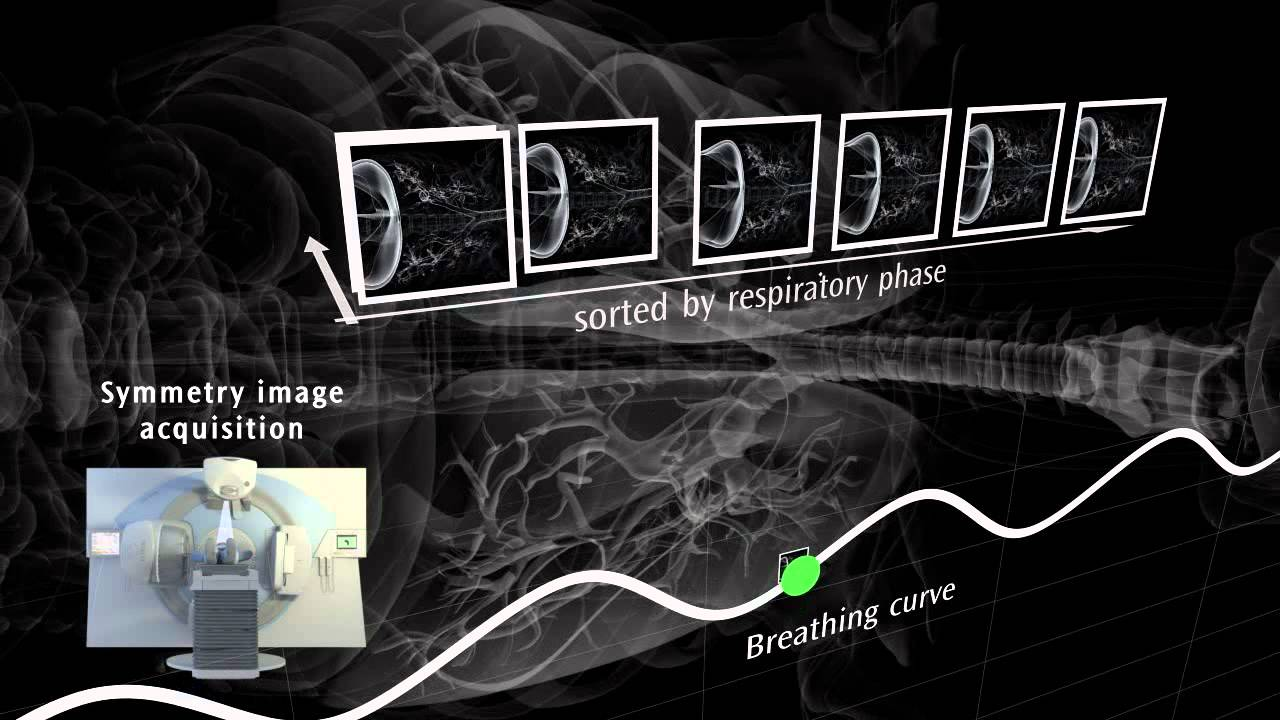 sorted by respiratory phase
Symmetry image
acquisition
Breathing curve